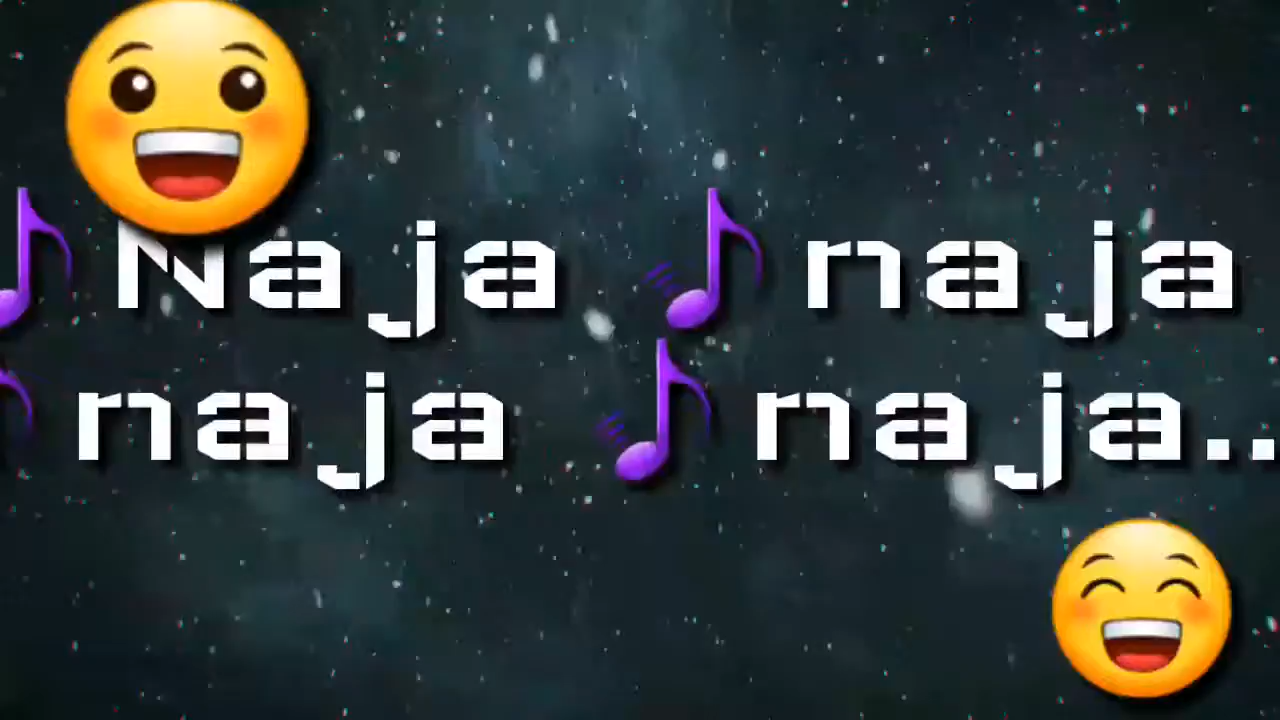 🎵 Naja 🎵 naja
🎵 naja 🎵 naja..